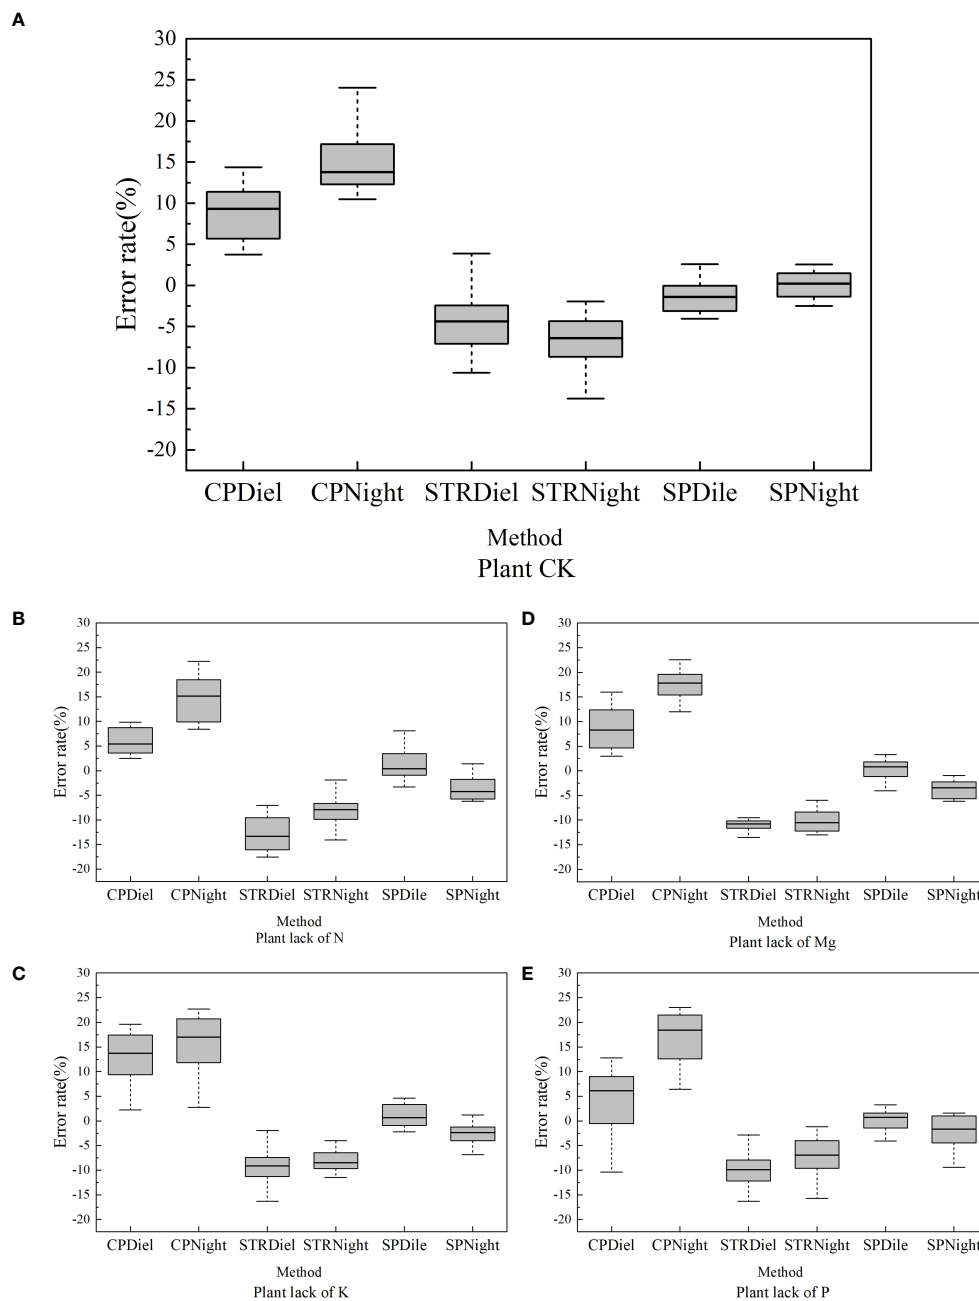 A
30
25
20
15
10
5
0
-5
-10
-15
-20
Error rate(%)
CPDiel CPNight STRDiel STRNight SPDile SPNight
Method
Plant CK
B
30
25
20
15
10
5
0
-5
-10
-15
-20
Error rate(%)
CPDiel CPNight STRDiel STRNight SPDile SPNight
Method
Plant lack of N
D
30
25
20
15
10
5
0
-5
-10
-15
-20
Error rate(%)
CPDiel CPNight STRDiel STRNight SPDile SPNight
Method
Plant lack of Mg
C
30
25
20
15
10
5
0
-5
-10
-15
-20
Error rate(%)
CPDiel CPNight STRDiel STRNight SPDile SPNight
Method
Plant lack of K
E
30
25
20
15
10
5
0
-5
-10
-15
-20
Error rate(%)
CPDiel CPNight STRDiel STRNight SPDile SPNight
Method
Plant lack of P